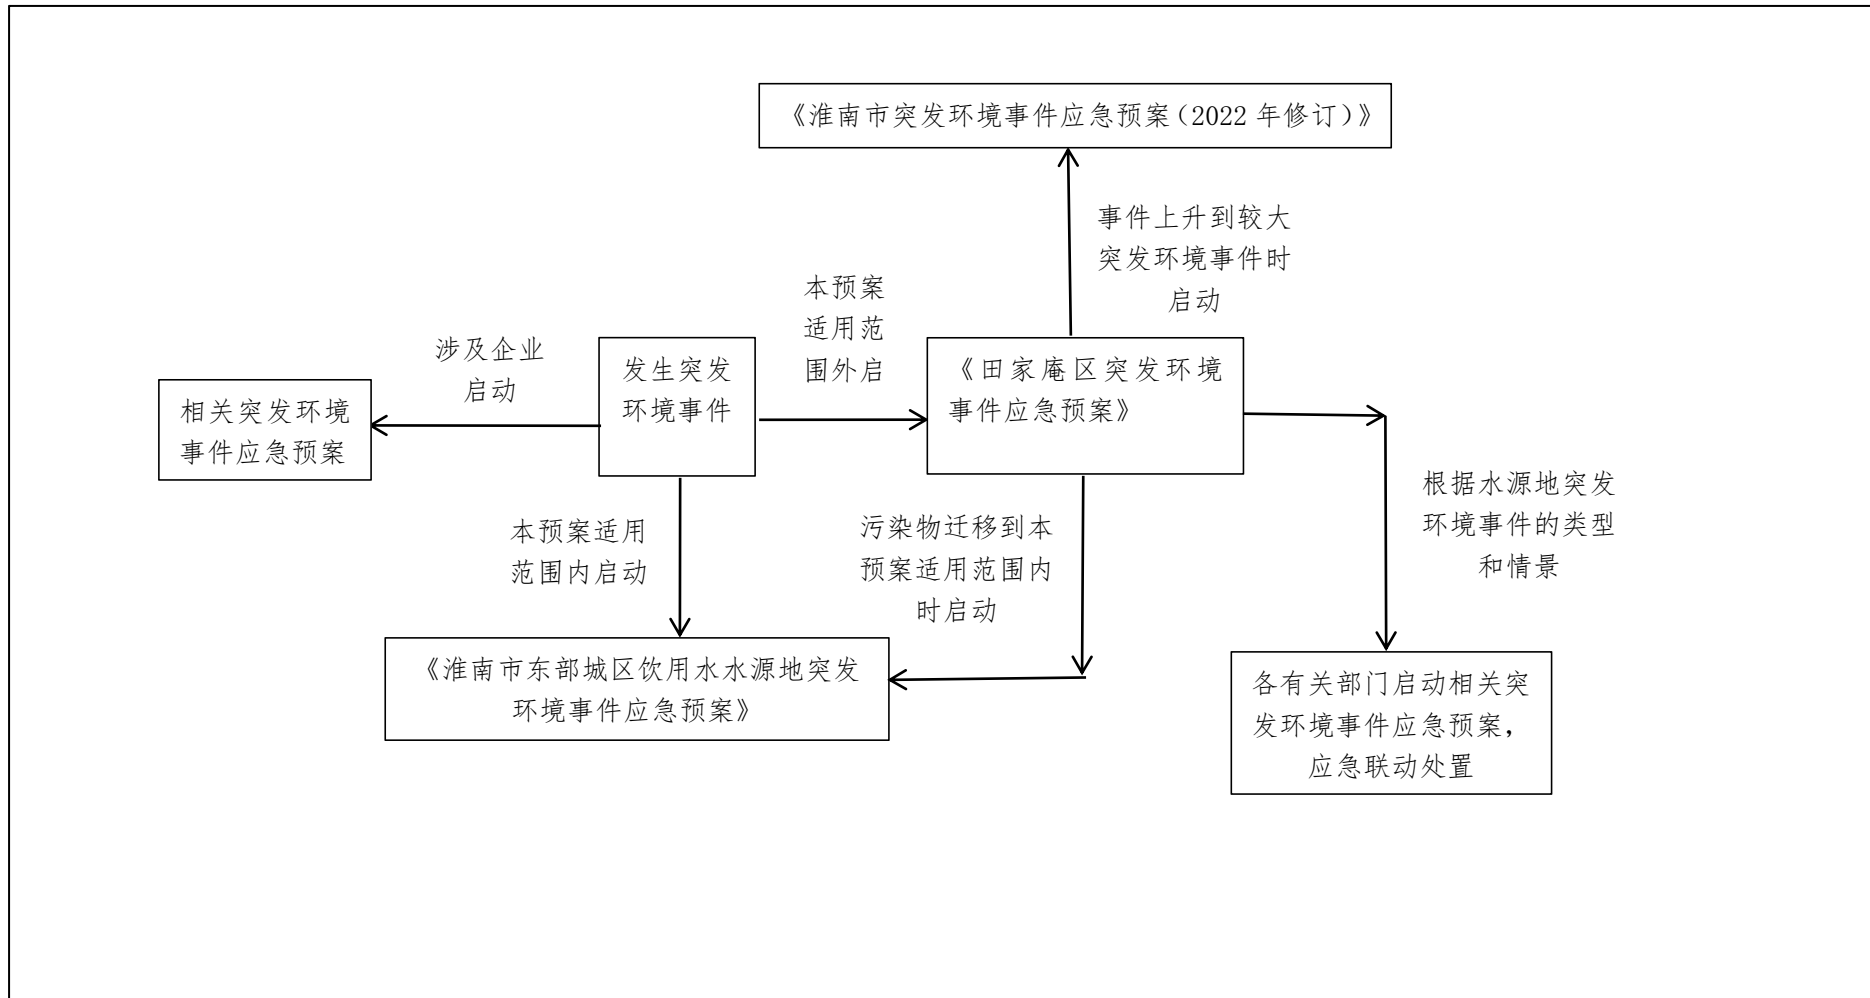 《淮南市突发环境事件应急预案（2022 年修订）》
事件上升到较大
突发环境事件时
启动
本预案
适用范
围外启
涉及企业
启动
发生突发
环境事件
《田家庵区突发环境
事件应急预案》
相关突发环境
事件应急预案
根据水源地突发
环境事件的类型
和情景
本预案适用
范围内启动
污染物迁移到本
预案适用范围内
时启动
《淮南市东部城区饮用水水源地突发
环境事件应急预案》
各有关部门启动相关突
发环境事件应急预案，
应急联动处置